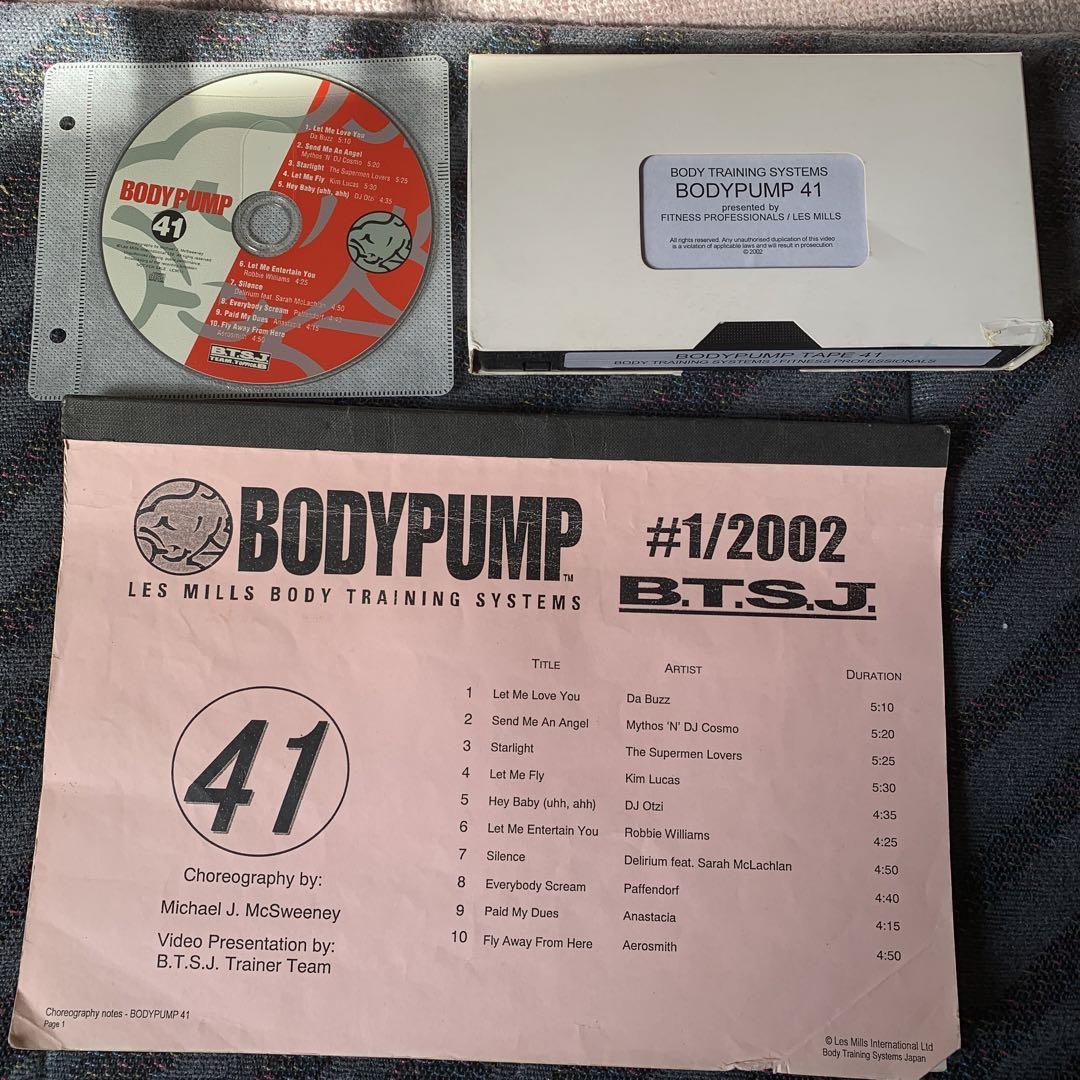 BODYPUMP
41
1. Let Me Love You
Da Buzz 5:10
2. Send Me An Angel
Mythos 'N' DJ Cosmo 5:20
3. Starlight The Supermen Lovers 5:25
4. Let Me Fly Kim Lucas 5:30
5. Hey Baby (uhh, ahh) DJ Otzi 4:35
6. Let Me Entertain You
Robbie Williams 4:25
7. Silence
Delirium feat. Sarah McLachlan 4:50
8. Everybody Scream Paffendorf 4:40
9. Paid My Dues Anastacia 4:15
10. Fly Away From Here
Aerosmith 4:50
Choreography by Michael J. McSweeney
B.T.S.J.
BODY TRAINING SYSTEMS
BODYPUMP 41
presented by
FITNESS PROFESSIONALS / LES MILLS
All rights reserved. Any unauthorised duplication of this video
is a violation of applicable laws and will result in prosecution.
©2002
BODYPUMP TAPE 41
BODY TRAINING SYSTEMS / FITNESS PROFESSIONALS
BODYPUMP™
LES MILLS BODY TRAINING SYSTEMS
#1/2002
B.T.S.J.
TITLE ARTIST DURATION
1 Let Me Love You Da Buzz 5:10
2 Send Me An Angel Mythos 'N' DJ Cosmo 5:20
3 Starlight The Supermen Lovers 5:25
4 Let Me Fly Kim Lucas 5:30
5 Hey Baby (uhh, ahh) DJ Otzi 4:35
6 Let Me Entertain You Robbie Williams 4:25
7 Silence Delirium feat. Sarah McLachlan 4:50
8 Everybody Scream Paffendorf 4:40
9 Paid My Dues Anastacia 4:15
10 Fly Away From Here Aerosmith 4:50
41
Choreography by:
Michael J. McSweeney
Video Presentation by:
B.T.S.J. Trainer Team
Choreography notes - BODYPUMP 41
Page 1
© Les Mills International Ltd
Body Training Systems Japan